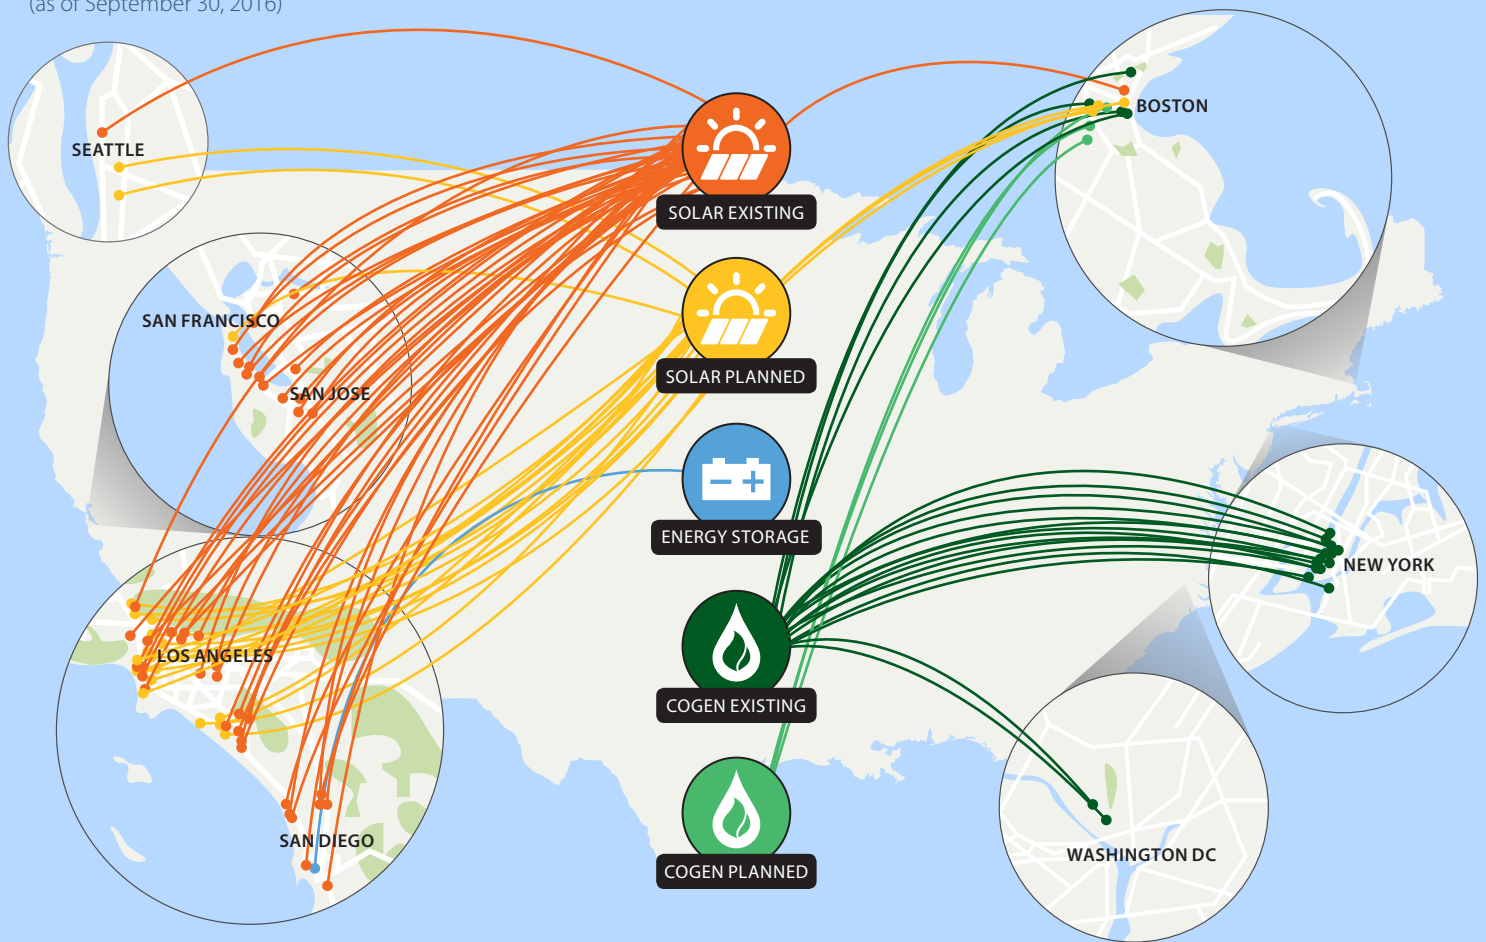 (as of September 30, 2016)
SEATTLE
BOSTON
SOLAR EXISTING
SAN FRANCISCO
SOLAR PLANNED
SAN JOSE
ENERGY STORAGE
NEW YORK
LOS ANGELES
COGEN EXISTING
SAN DIEGO
WASHINGTON DC
COGEN PLANNED